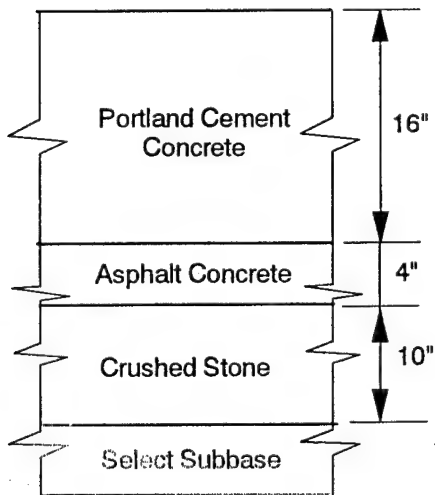 Portland Cement
Concrete
16"
Asphalt Concrete
4"
Crushed Stone
10"
Select Subbase